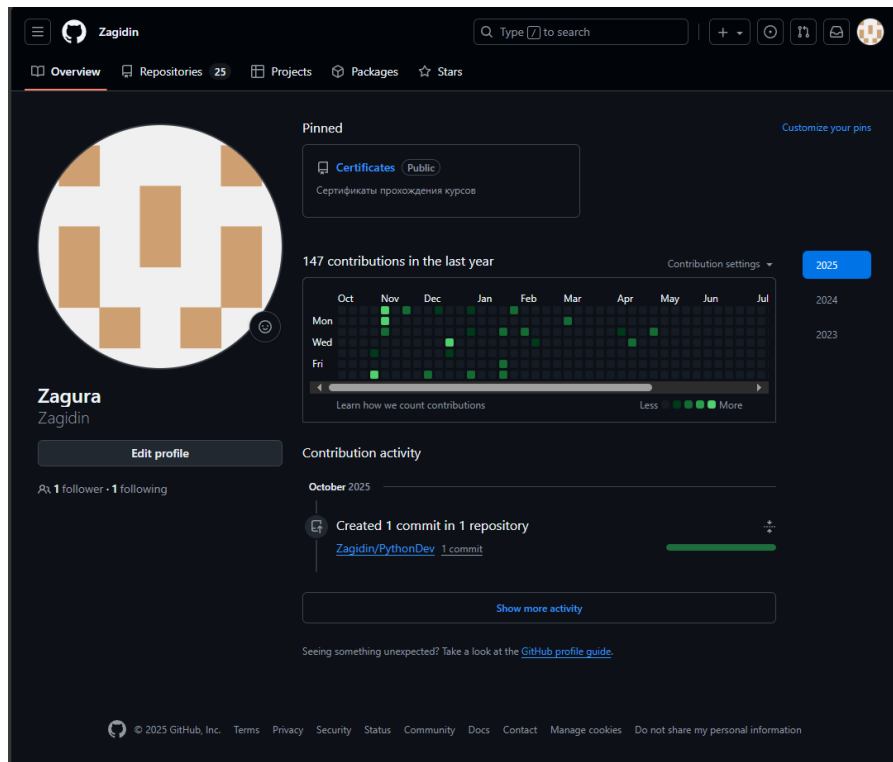 Zagidin
Type / to search
Overview Repositories 25 Projects Packages Stars
Pinned
Customize your pins
Certificates Public
Сертификаты прохождения курсов
147 contributions in the last year
Contribution settings
2025
2024
2023
Oct Nov Dec Jan Feb Mar Apr May Jun Jul
Mon
Wed
Fri
Learn how we count contributions
Less More
Zagura
Zagidin
Edit profile
1 follower · 1 following
Contribution activity
October 2025
Created 1 commit in 1 repository
Zagidin/PythonDev 1 commit
Show more activity
Seeing something unexpected? Take a look at the GitHub profile guide.
© 2025 GitHub, Inc. Terms Privacy Security Status Community Docs Contact Manage cookies Do not share my personal information